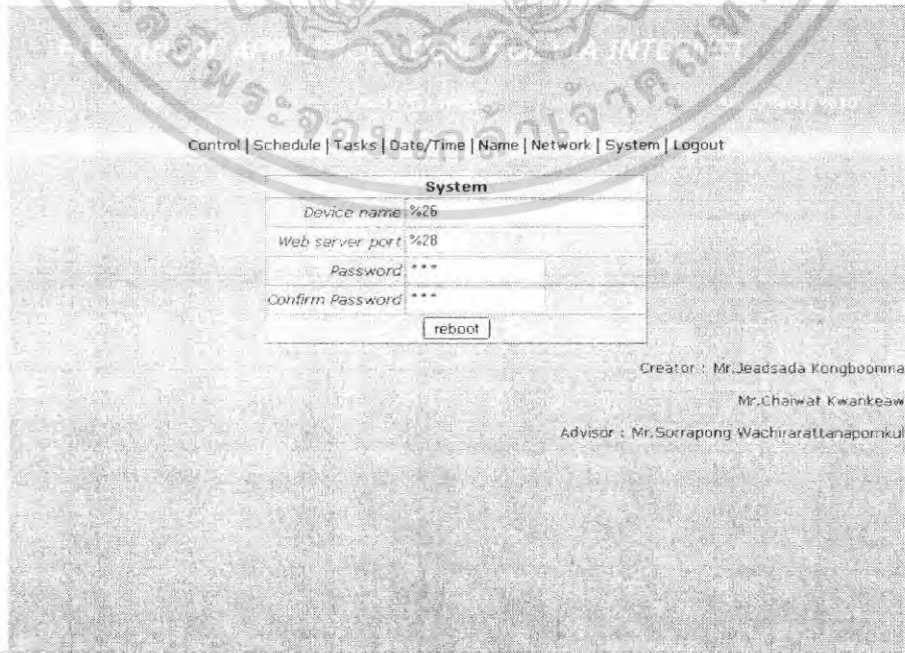 INTERNET
Control | Schedule | Tasks | Date/Time | Name | Network | System | Logout
System
Device name %26
Web server port %28
Password ***
Confirm Password ***
reboot
Creator : Mr.Jeadsada Kongboonma
Mr.Chaiwat Kwankeaw
Advisor : Mr.Sorrapong Wachirarattanapornkul